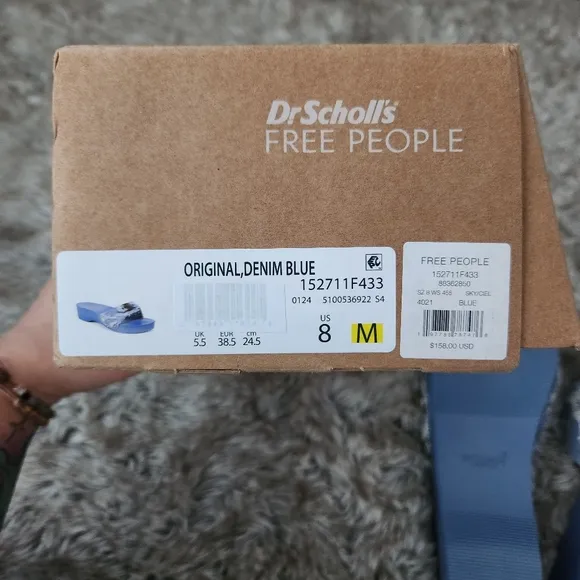 Dr Scholl's
FREE PEOPLE
ORIGINAL,DENIM BLUE
152711F433
0124 5100536922 S4
UK EUR cm
5.5 38.5 24.5
US
8 M
FREE PEOPLE
152711F433
4021 BLUE
$158.00 USD